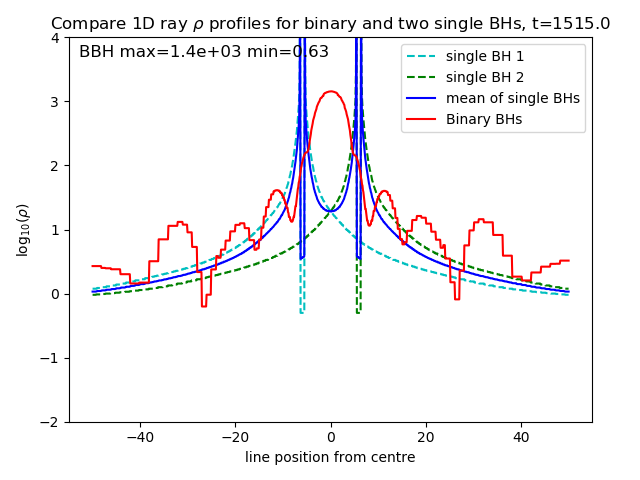 Compare 1D ray ρ profiles for binary and two single BHs, t=1515.0
BBH max=1.4e+03 min=0.63
single BH 1
single BH 2
mean of single BHs
Binary BHs
4
3
2
1
0
−1
−2
log₁₀(ρ)
−40 −20 0 20 40
line position from centre